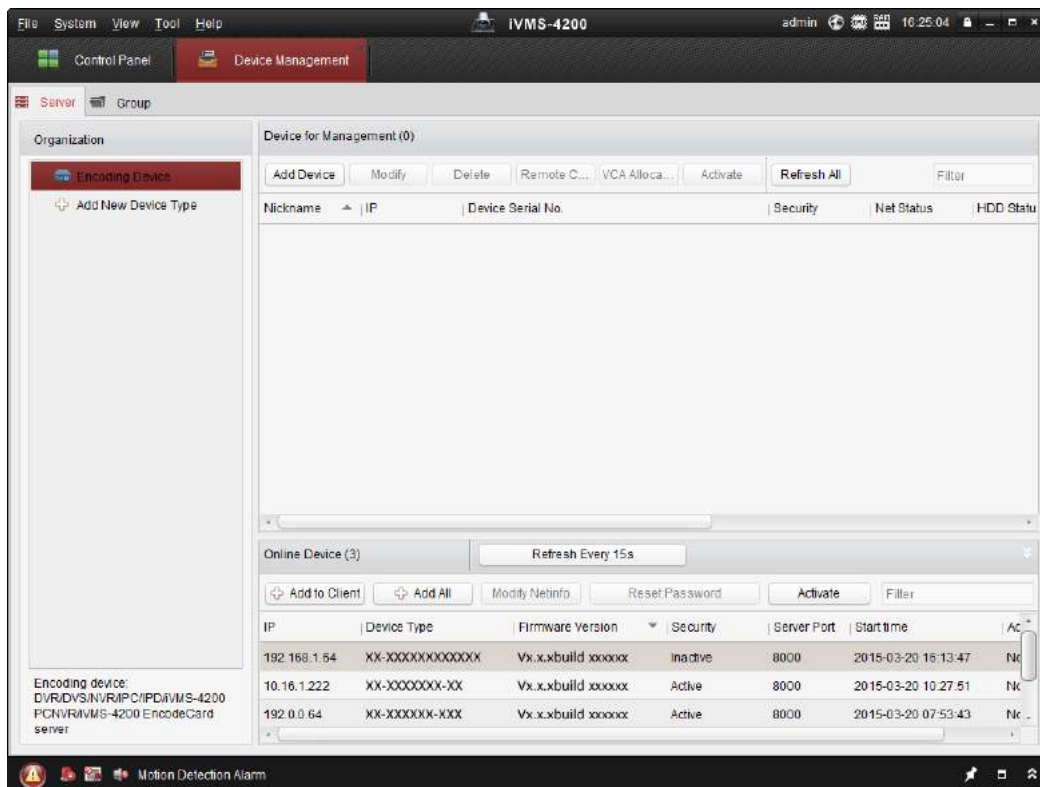 File System View Tool Help iVMS-4200 admin 16:25:04
Control Panel Device Management
Server Group
Organization
Encoding Device
Add New Device Type
Encoding device:
DVR/DVS/NVR/IPC/IPD/iVMS-4200
PCNVR/iVMS-4200 EncodeCard
server
Device for Management (0)
Add Device Modify Delete Remote C... VCA Alloca... Activate Refresh All Filter
Nickname IP Device Serial No. Security Net Status HDD Statu
Online Device (3) Refresh Every 15s
Add to Client Add All Modify Netinfo Reset Password Activate Filter
IP Device Type Firmware Version Security Server Port Start time Ac
192.168.1.64 XX-XXXXXXXXXXXX Vx.x.xbuild xxxxxx Inactive 8000 2015-03-20 16:13:47 No
10.16.1.222 XX-XXXXXXX-XX Vx.x.xbuild xxxxxx Active 8000 2015-03-20 10:27:51 No
192.0.0.64 XX-XXXXXX-XXX Vx.x.xbuild xxxxxx Active 8000 2015-03-20 07:53:43
Motion Detection Alarm